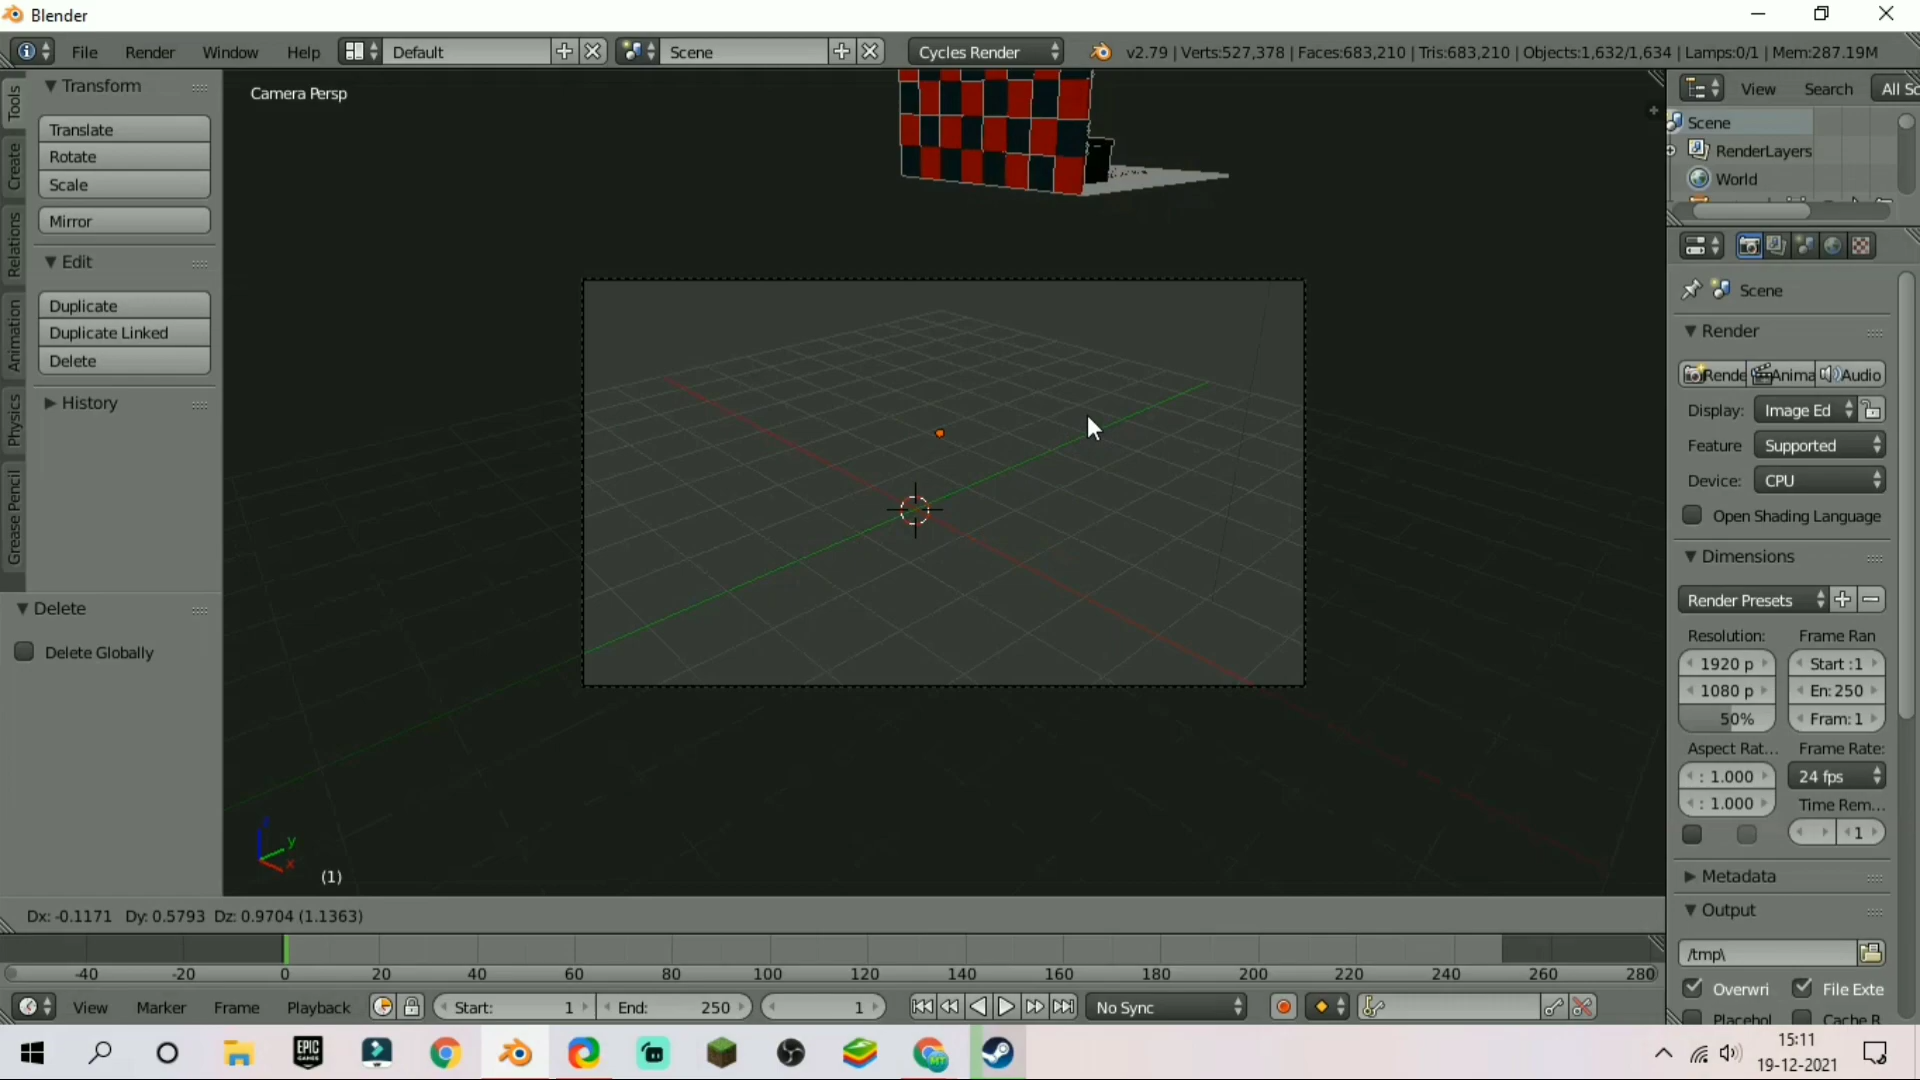 Blender
File Render Window Help Default Scene Cycles Render v2.79 | Verts:527,378 | Faces:683,210 | Tris:683,210 | Objects:1,632/1,634 | Lamps:0/1 | Mem:287.19M
Tools
Create
Relations
Animation
Physics
Grease Pencil
Transform
Translate
Rotate
Scale
Mirror
Edit
Duplicate
Duplicate Linked
Delete
History
Delete
Delete Globally
Camera Persp
z
y
x
(1)
Dx: -0.1171 Dy: 0.5793 Dz: 0.9704 (1.1363)
View Search All Sc
Scene
RenderLayers
World
Scene
Render
Rende Anima Audio
Display: Image Ed
Feature Supported
Device: CPU
Open Shading Language
Dimensions
Render Presets
Resolution: Frame Ran
1920 p Start :1
1080 p En: 250
50% Fram: 1
Aspect Rat... Frame Rate:
: 1.000 24 fps
: 1.000 Time Rem...
1
Metadata
Output
/tmp\
Overwri File Exte
Placehol Cache R
-40 -20 0 20 40 60 80 100 120 140 160 180 200 220 240 260 280
View Marker Frame Playback Start: 1 End: 250 1 No Sync
EPIC
GAMES
MT
15:11
19-12-2021